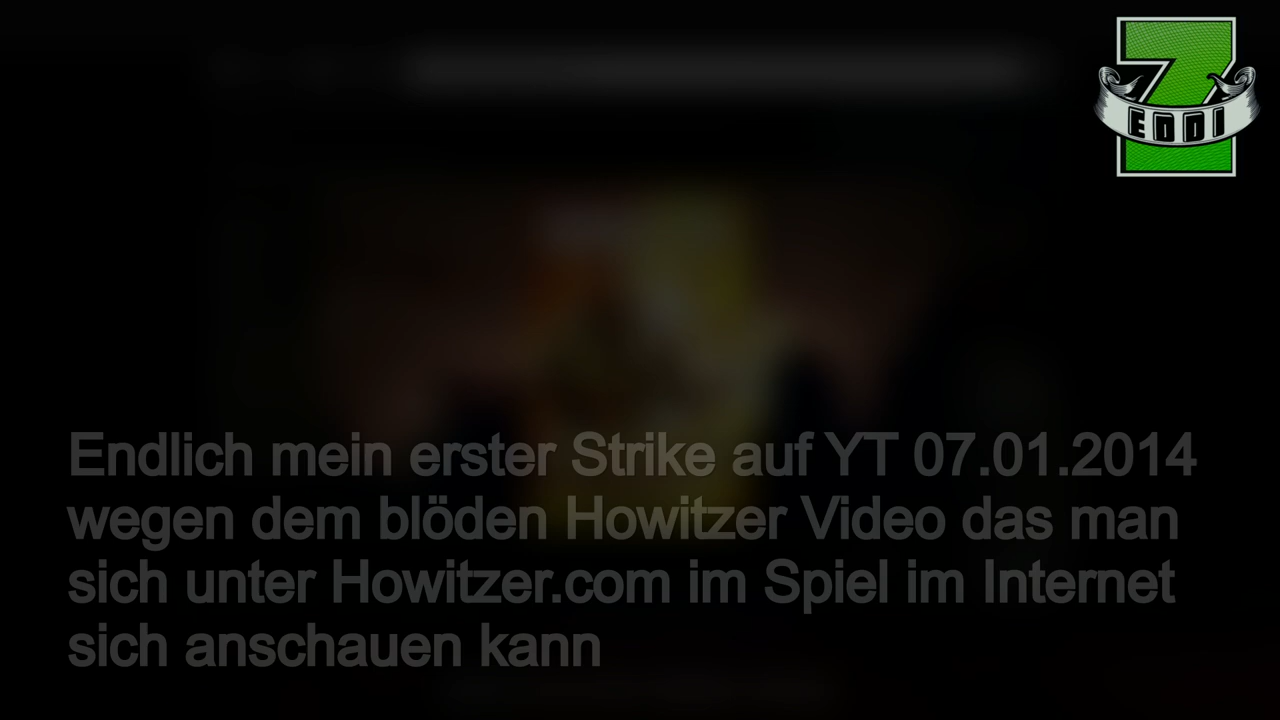 Z
EDDI
Endlich mein erster Strike auf YT 07.01.2014
wegen dem blöden Howitzer Video das man
sich unter Howitzer.com im Spiel im Internet
sich anschauen kann